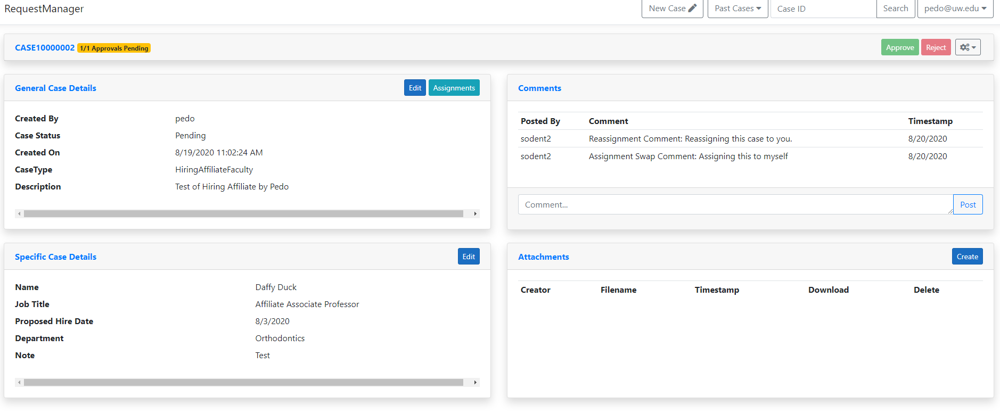 RequestManager
New Case
Past Cases
Case ID
Search
pedo@uw.edu
CASE10000002 1/1 Approvals Pending
Approve
Reject
General Case Details
Edit
Assignments
Created By pedo
Case Status Pending
Created On 8/19/2020 11:02:24 AM
CaseType HiringAffiliateFaculty
Description Test of Hiring Affiliate by Pedo
Comments
Posted By Comment Timestamp
sodent2 Reassignment Comment: Reassigning this case to you. 8/20/2020
sodent2 Assignment Swap Comment: Assigning this to myself 8/20/2020
Comment...
Post
Specific Case Details
Edit
Name Daffy Duck
Job Title Affiliate Associate Professor
Proposed Hire Date 8/3/2020
Department Orthodontics
Note Test
Attachments
Create
Creator Filename Timestamp Download Delete